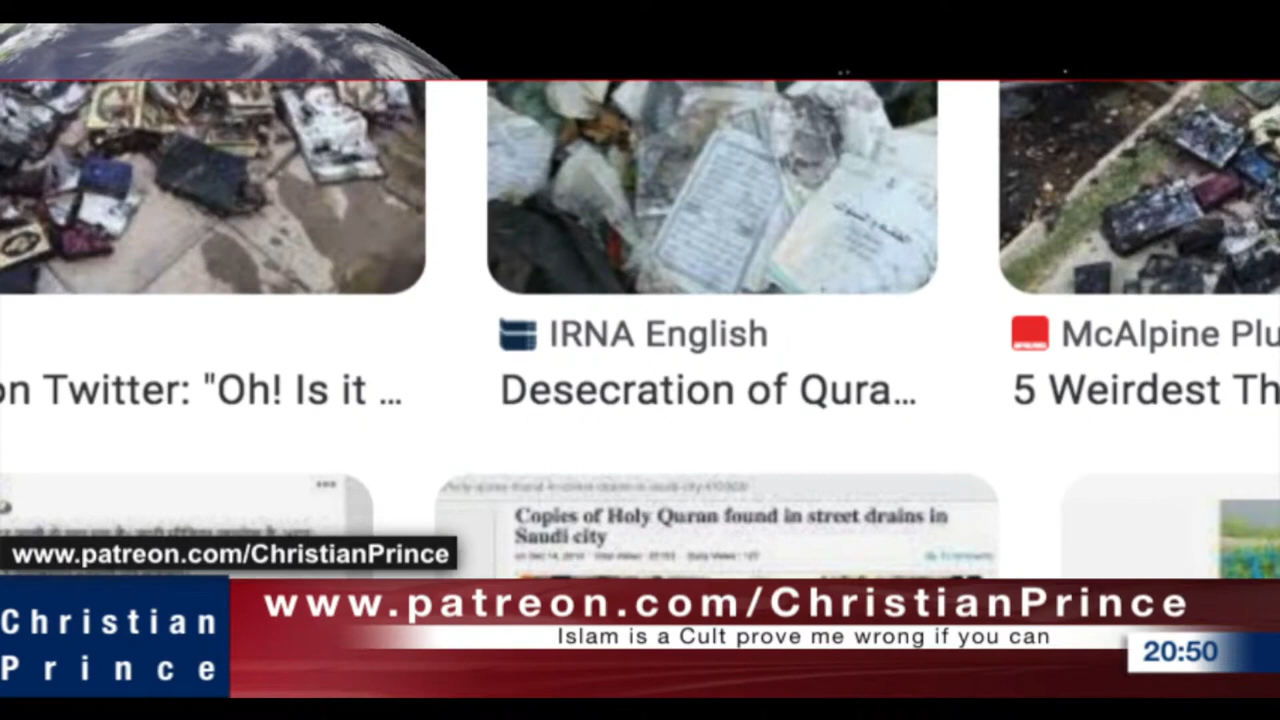 IRNA English
McAlpine Plu
on Twitter: "Oh! Is it ...
Desecration of Qura...
5 Weirdest Th
Copies of Holy Quran found in street drains in
Saudi city
www.patreon.com/ChristianPrince
www.patreon.com/ChristianPrince
Islam is a Cult prove me wrong if you can
Christian
Prince
20:50